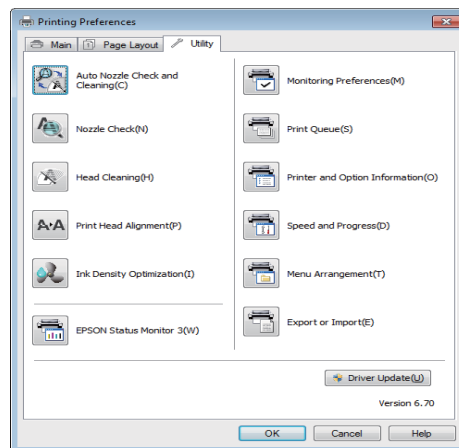 Printing Preferences
Main
Page Layout
Utility
Auto Nozzle Check and
Cleaning(C)
Nozzle Check(N)
Head Cleaning(H)
Print Head Alignment(P)
Ink Density Optimization(I)
EPSON Status Monitor 3(W)
Monitoring Preferences(M)
Print Queue(S)
Printer and Option Information(O)
Speed and Progress(D)
Menu Arrangement(T)
Export or Import(E)
Driver Update(U)
Version 6.70
OK
Cancel
Help